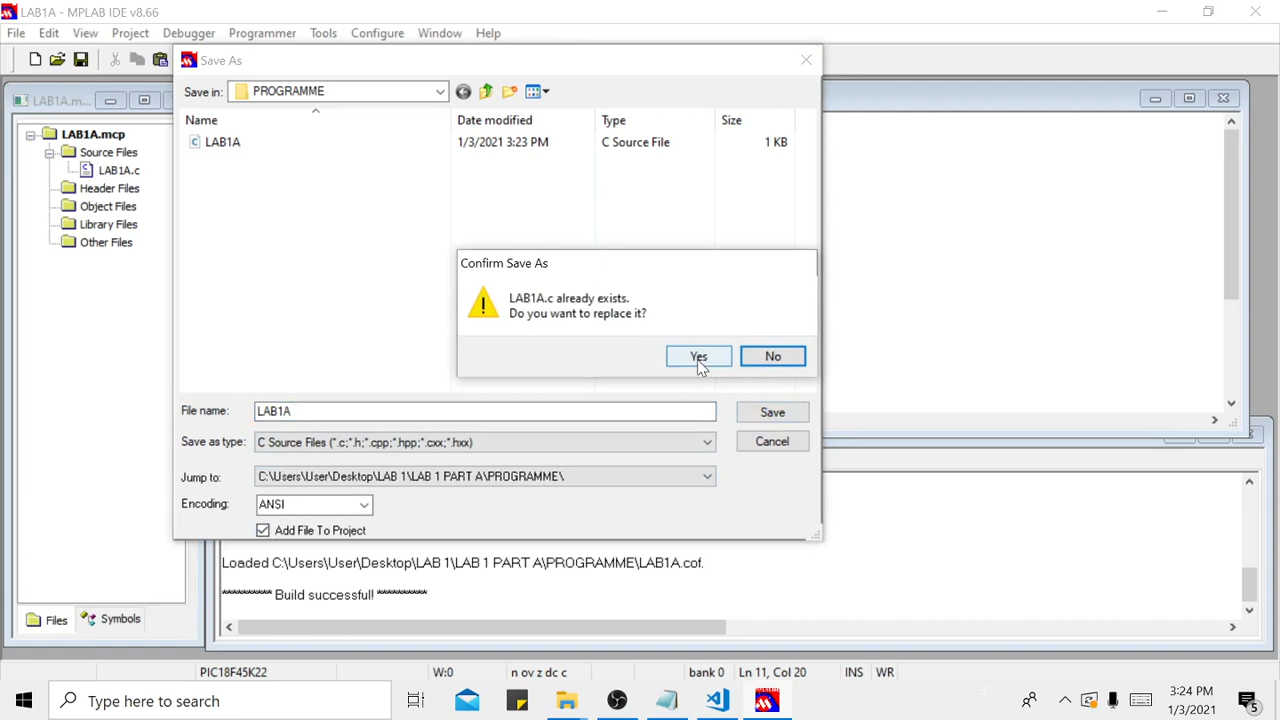 LAB1A - MPLAB IDE v8.66
File Edit View Project Debugger Programmer Tools Configure Window Help
Save As
Save in: PROGRAMME
LAB1A.m...
Name Date modified Type Size
LAB1A 1/3/2021 3:23 PM C Source File 1 KB
LAB1A.mcp
Source Files
LAB1A.c
Header Files
Object Files
Library Files
Other Files
Confirm Save As
LAB1A.c already exists.
Do you want to replace it?
Yes No
File name: LAB1A Save
Save as type: C Source Files (*.c;*.h;*.cpp;*.hpp;*.cxx;*.hxx) Cancel
Jump to: C:\Users\User\Desktop\LAB 1\LAB 1 PART A\PROGRAMME\
Encoding: ANSI
Add File To Project
Loaded C:\Users\User\Desktop\LAB 1\LAB 1 PART A\PROGRAMME\LAB1A.cof.
********** Build successful! **********
Files Symbols
PIC18F45K22 W:0 n ov z dc c bank 0 Ln 11, Col 20 INS WR
Type here to search
3:24 PM
1/3/2021
5